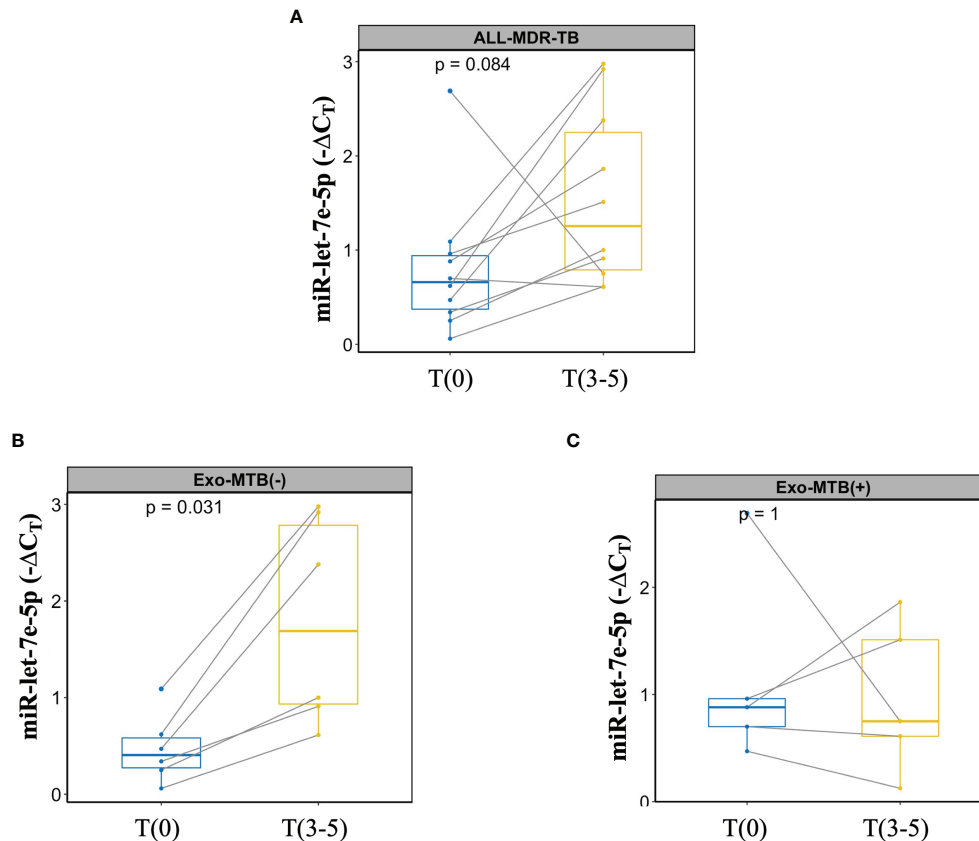 A
ALL-MDR-TB
p = 0.084
miR-let-7e-5p (-ΔCT)
3
2
1
0
T(0) T(3-5)
B
Exo-MTB(-)
p = 0.031
miR-let-7e-5p (-ΔCT)
3
2
1
0
T(0) T(3-5)
C
Exo-MTB(+)
p = 1
miR-let-7e-5p (-ΔCT)
2
1
0
T(0) T(3-5)